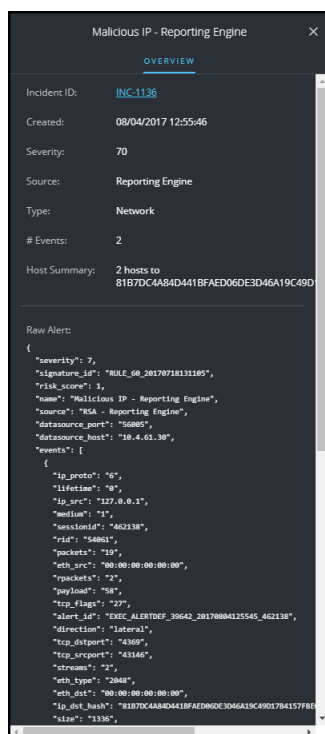 Malicious IP - Reporting Engine
OVERVIEW
Incident ID: INC-1136
Created: 08/04/2017 12:55:46
Severity: 70
Source: Reporting Engine
Type: Network
# Events: 2
Host Summary: 2 hosts to
81B7DC4A84D441BFAED06DE3D46A19C49D1
Raw Alert:
{
"severity": 7,
"signature_id": "RULE_60_20170718131105",
"risk_score": 1,
"name": "Malicious IP - Reporting Engine",
"source": "RSA - Reporting Engine",
"datasource_port": "56005",
"datasource_host": "10.4.61.30",
"events": [
{
"ip_proto": "6",
"lifetime": "0",
"ip_src": "127.0.0.1",
"medium": "1",
"sessionid": "462138",
"rid": "54061",
"packets": "19",
"eth_src": "00:00:00:00:00:00",
"rpackets": "2",
"payload": "58",
"tcp_flags": "27",
"alert_id": "EXEC_ALERTDEF_39642_20170804125545_462138",
"direction": "lateral",
"tcp_dstport": "4369",
"tcp_srcport": "43146",
"streams": "2",
"eth_type": "2048",
"eth_dst": "00:00:00:00:00:00",
"ip_dst_hash": "81B7DC4A84D441BFAED06DE3D46A19C49D17B4157FBE
"size": "1336",